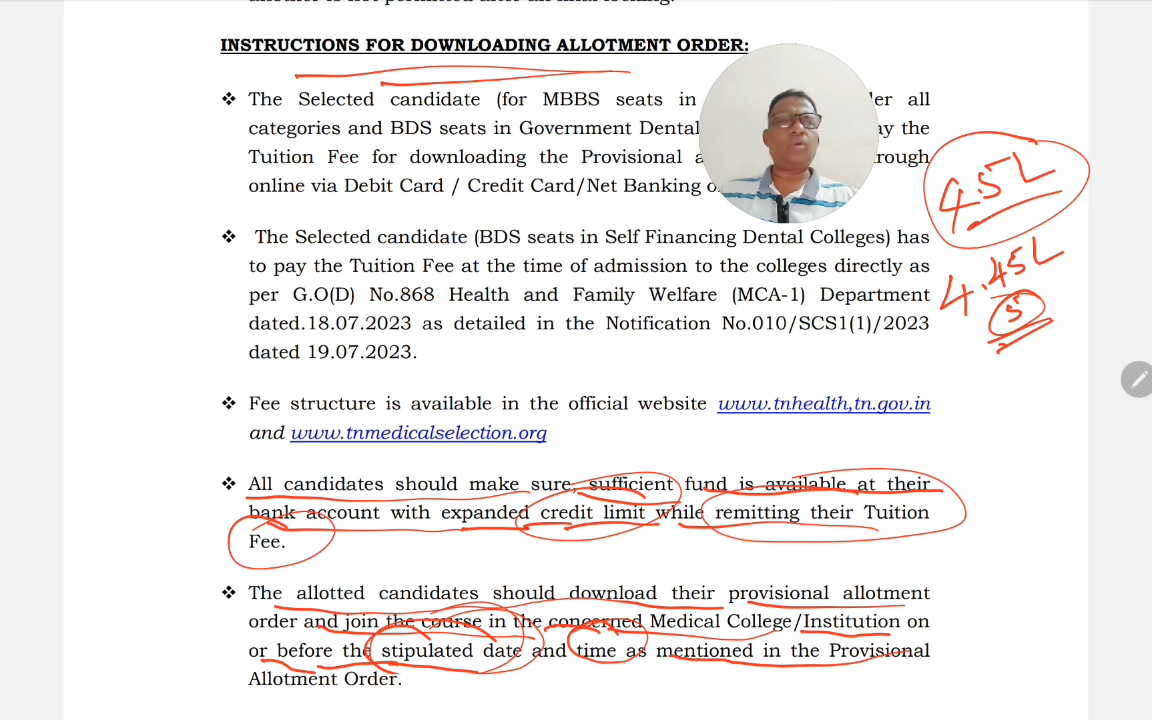 INSTRUCTIONS FOR DOWNLOADING ALLOTMENT ORDER:
❖ The Selected candidate (for MBBS seats in all
categories and BDS seats in Government Dental the
Tuition Fee for downloading the Provisional
online via Debit Card / Credit Card/Net Banking
4.5L
❖ The Selected candidate (BDS seats in Self Financing Dental Colleges) has
to pay the Tuition Fee at the time of admission to the colleges directly as
per G.O(D) No.868 Health and Family Welfare (MCA-1) Department
dated.18.07.2023 as detailed in the Notification No.010/SCS1(1)/2023
dated 19.07.2023.
4.45L
5
❖ Fee structure is available in the official website www.tnhealth,tn.gov.in
and www.tnmedicalselection.org
❖ All candidates should make sure, sufficient fund is available at their
bank account with expanded credit limit while remitting their Tuition
Fee.
❖ The allotted candidates should download their provisional allotment
order and join the course in the concerned Medical College/Institution on
or before the stipulated date and time as mentioned in the Provisional
Allotment Order.